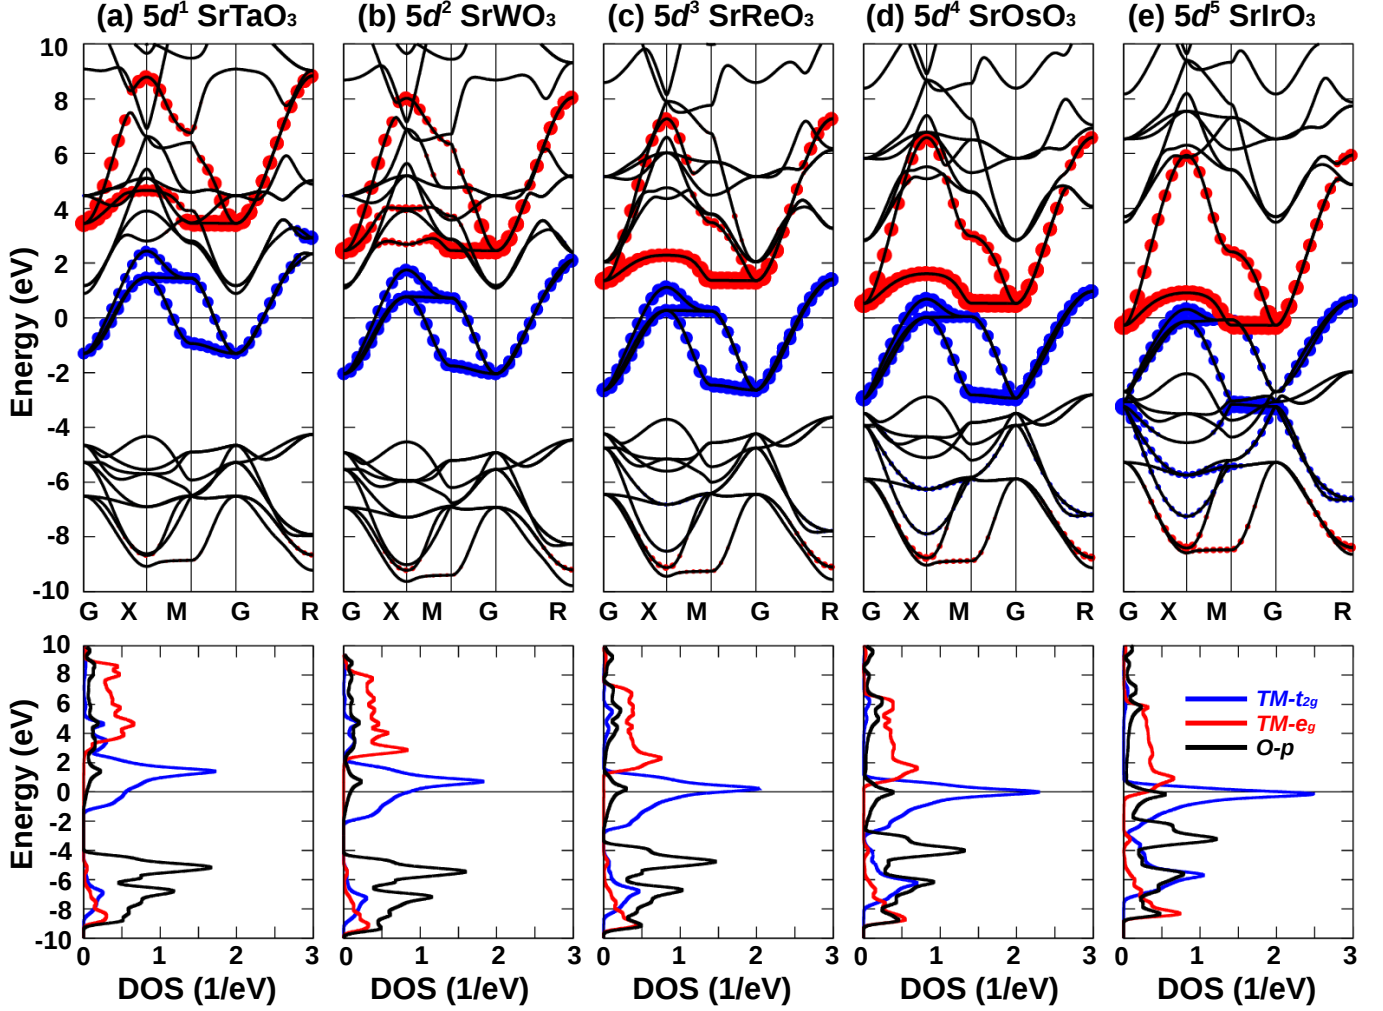 (a) 5d¹ SrTaO₃ (b) 5d² SrWO₃ (c) 5d³ SrReO₃ (d) 5d⁴ SrOsO₃ (e) 5d⁵ SrIrO₃
10
8
6
4
2
0
-2
-4
-6
-8
-10
Energy (eV)
G X M G R G X M G R G X M G R G X M G R G X M G R
10
8
6
4
2
0
-2
-4
-6
-8
-10
Energy (eV)
TM-t₂g
TM-eg
O-p
0 1 2 3 0 1 2 3 0 1 2 3 0 1 2 3 0 1 2 3
DOS (1/eV) DOS (1/eV) DOS (1/eV) DOS (1/eV) DOS (1/eV)